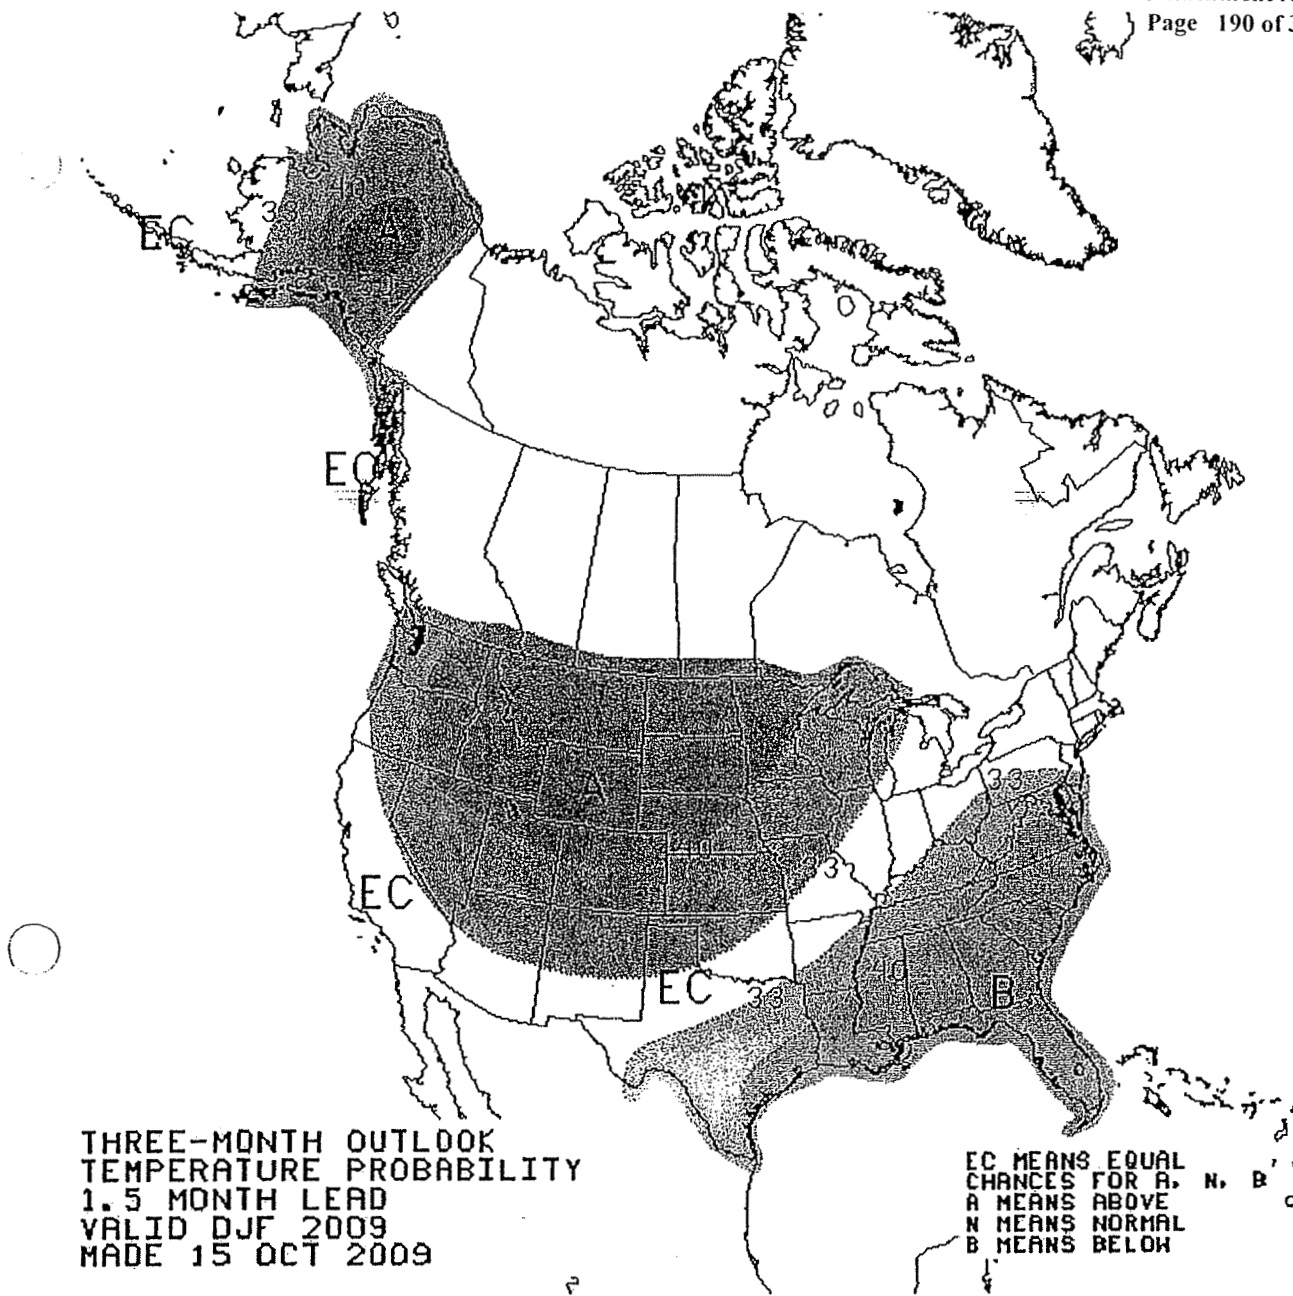 Page 190 of 3
40
33
A
EC
EC
A
40
33
EC
33
40
B
EC
33
THREE-MONTH OUTLOOK
TEMPERATURE PROBABILITY
1.5 MONTH LEAD
VALID DJF 2009
MADE 15 OCT 2009
EC MEANS EQUAL
CHANCES FOR A, N, B
A MEANS ABOVE
N MEANS NORMAL
B MEANS BELOW